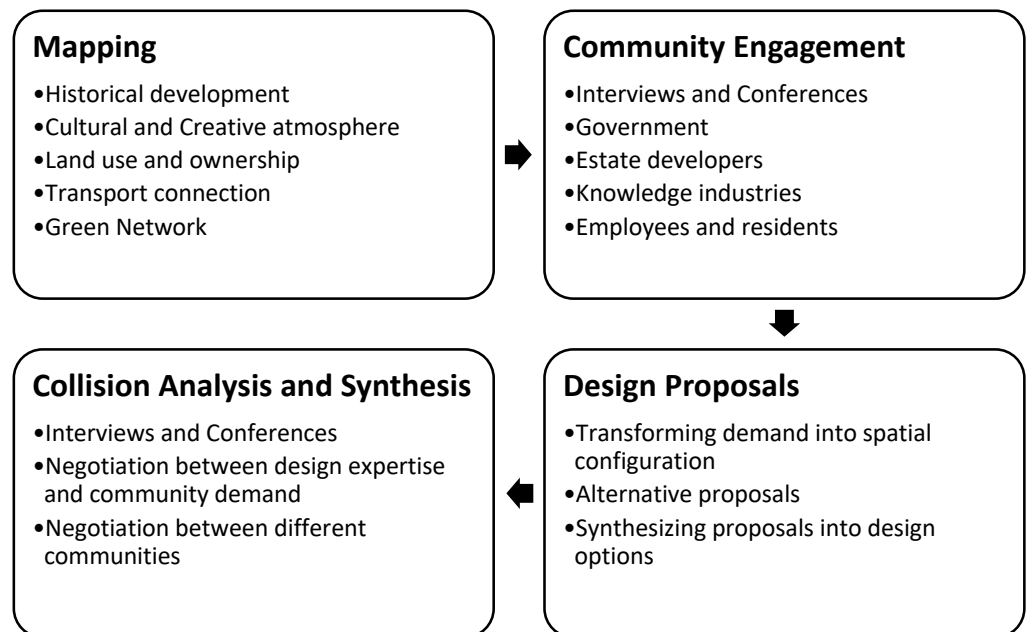 Mapping
•Historical development
•Cultural and Creative atmosphere
•Land use and ownership
•Transport connection
•Green Network
Community Engagement
•Interviews and Conferences
•Government
•Estate developers
•Knowledge industries
•Employees and residents
Design Proposals
•Transforming demand into spatial
configuration
•Alternative proposals
•Synthesizing proposals into design
options
Collision Analysis and Synthesis
•Interviews and Conferences
•Negotiation between design expertise
and community demand
•Negotiation between different
communities